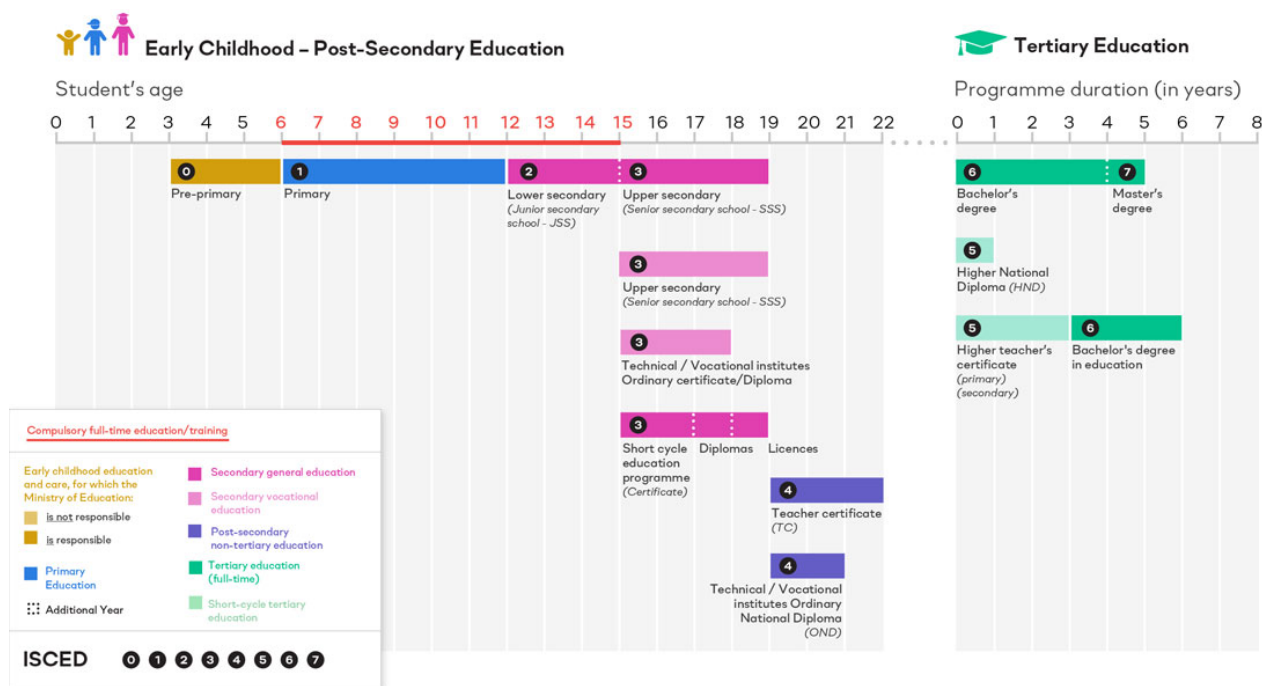 Early Childhood – Post-Secondary Education
Tertiary Education
Student's age
Programme duration (in years)
0 1 2 3 4 5 6 7 8 9 10 11 12 13 14 15 16 17 18 19 20 21 22
0 1 2 3 4 5 6 7 8
0
Pre-primary
1
Primary
2
Lower secondary
(Junior secondary
school - JSS)
3
Upper secondary
(Senior secondary school - SSS)
3
Upper secondary
(Senior secondary school - SSS)
3
Technical / Vocational institutes
Ordinary certificate/Diploma
3
Short cycle
education
programme
(Certificate)
Diplomas
Licences
4
Teacher certificate
(TC)
4
Technical / Vocational
institutes Ordinary
National Diploma
(OND)
6
Bachelor's
degree
7
Master's
degree
5
Higher National
Diploma (HND)
5
Higher teacher's
certificate
(primary)
(secondary)
6
Bachelor's degree
in education
Compulsory full-time education/training
Early childhood education
and care, for which the
Ministry of Education:
is not responsible
is responsible
Primary
Education
Additional Year
Secondary general education
Secondary vocational
education
Post-secondary
non-tertiary education
Tertiary education
(full-time)
Short-cycle tertiary
education
ISCED 0 1 2 3 4 5 6 7